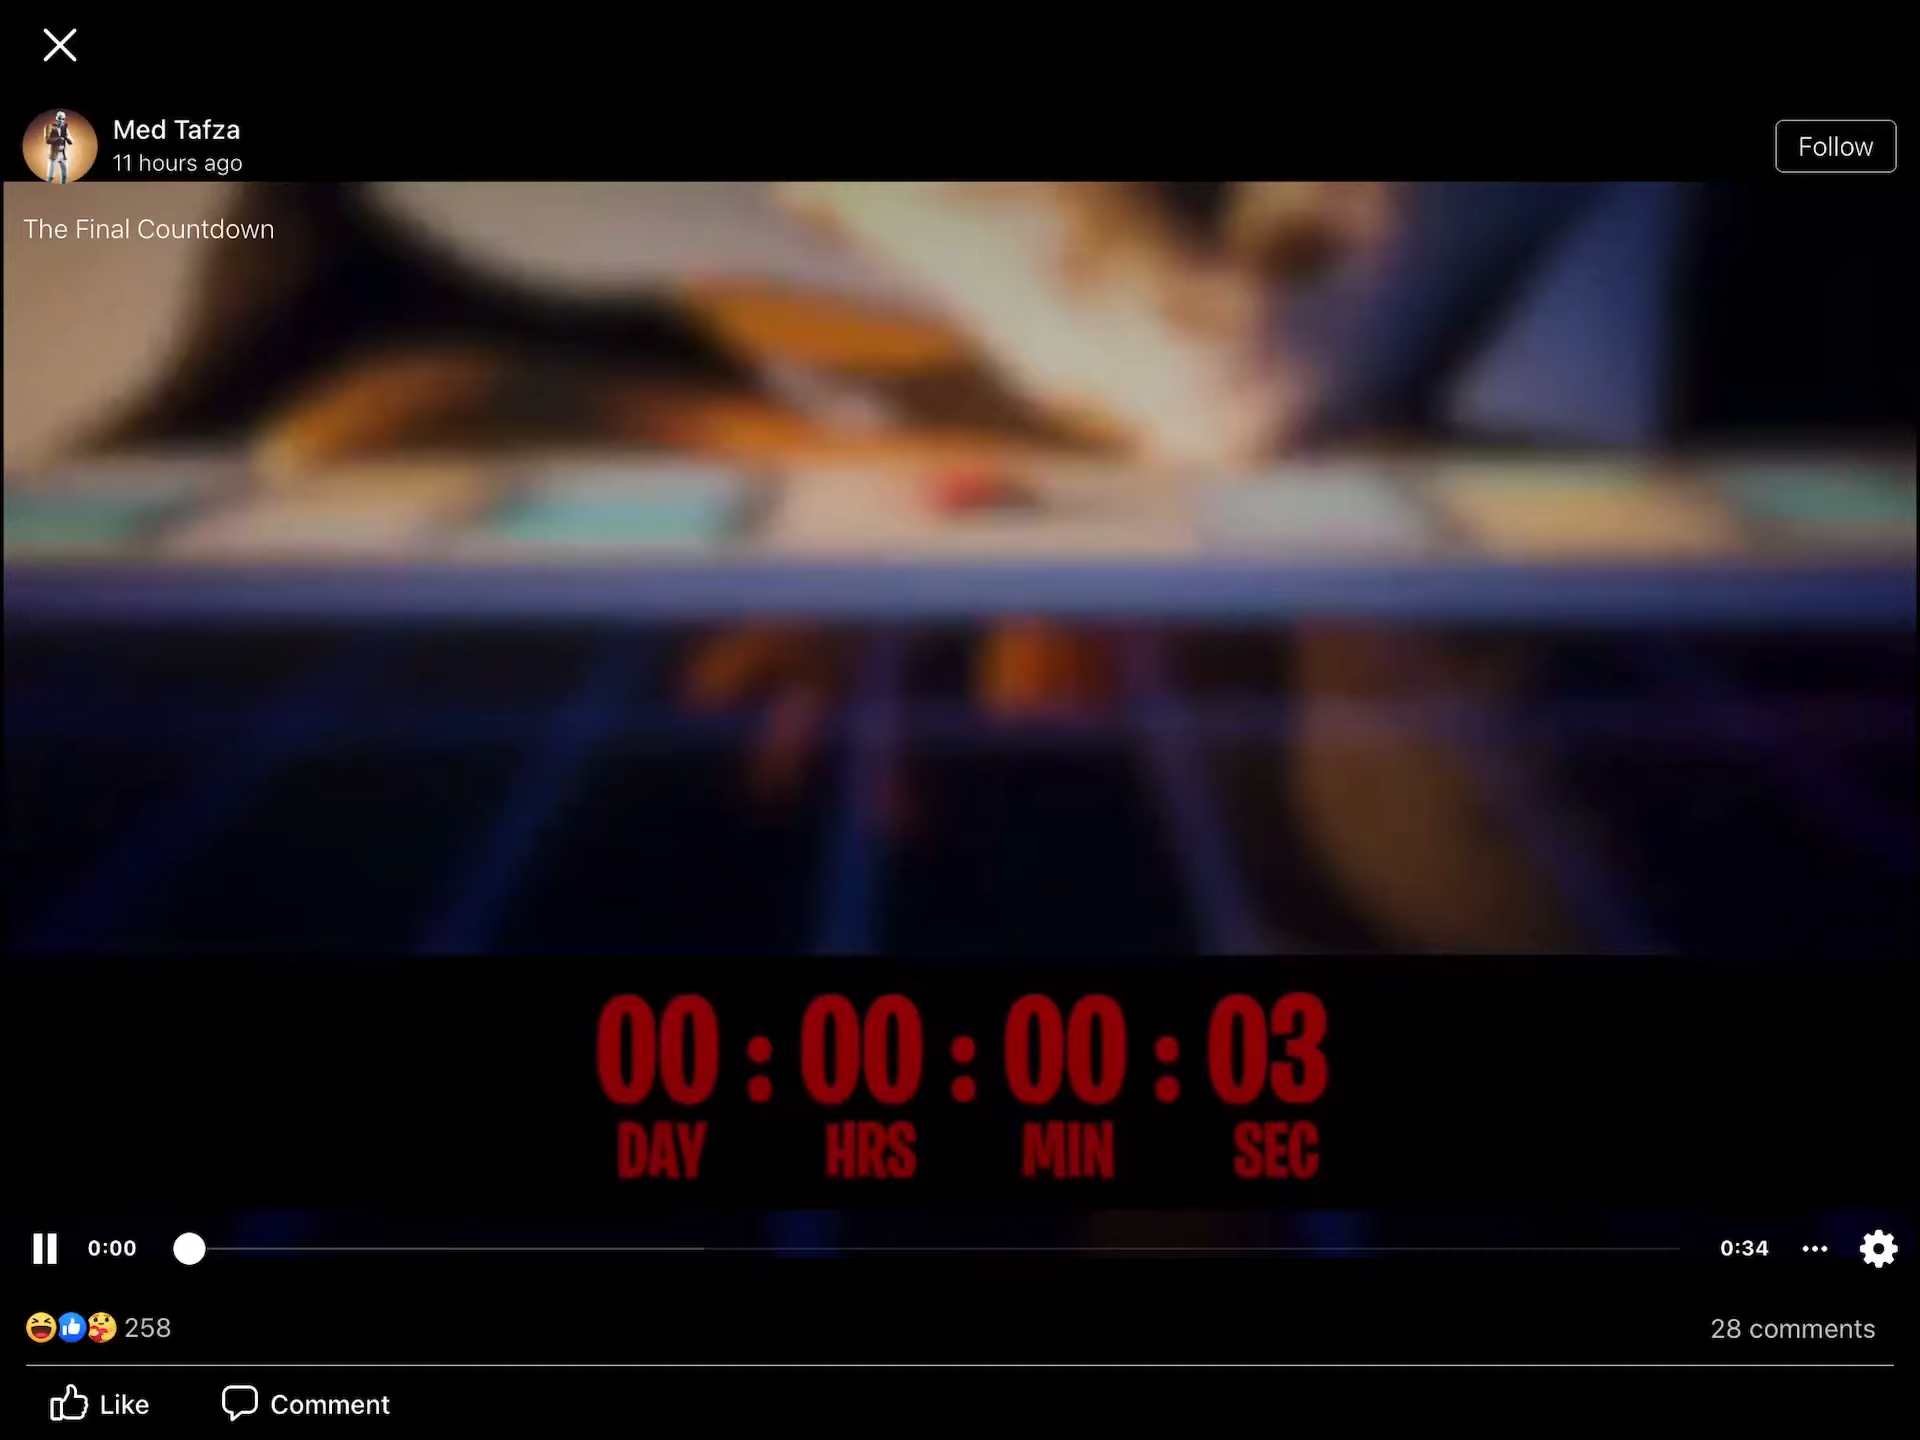 Med Tafza
11 hours ago
Follow
The Final Countdown
00 : 00 : 00 : 03
DAY HRS MIN SEC
0:00
0:34
258
28 comments
Like
Comment